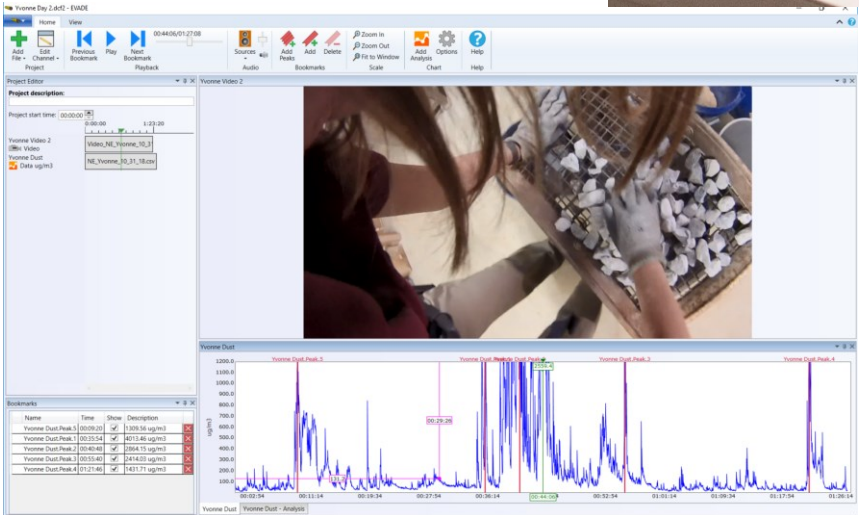 Yvonne Day 2.dcf2 - EVADE
Home View
00:44:06/01:27:08
Add File
Edit Channel
Previous Bookmark
Play
Next Bookmark
Sources
Add Peaks
Add
Delete
Zoom In
Zoom Out
Fit to Window
Add Analysis
Options
Help
Project Playback Audio Bookmarks Scale Chart Help
Project Editor
Project description:
Project start time: 00:00:00
0:00:00 1:23:20
Yvonne Video 2
Video
Video_NE_Yvonne_10_31
Yvonne Dust
Data ug/m3
NE_Yvonne_10_31_18.csv
Yvonne Video 2
Bookmarks
Name Time Show Description
Yvonne Dust.Peak.5 00:09:20 1309.56 ug/m3
Yvonne Dust.Peak.1 00:35:54 4013.46 ug/m3
Yvonne Dust.Peak.2 00:40:48 2864.15 ug/m3
Yvonne Dust.Peak.3 00:55:40 2414.03 ug/m3
Yvonne Dust.Peak.4 01:21:46 1431.71 ug/m3
Yvonne Dust
Yvonne Dust.Peak.5 Yvonne Dust.Peak.3 Yvonne Dust.Peak.4
2559.4
1200.0
1100.0
1000.0
900.0
800.0
700.0
600.0
500.0
400.0
300.0
200.0
100.0
ug/m3
00:29:26
00:02:54 00:11:14 00:19:34 00:27:54 00:36:14 00:44:06 00:52:54 01:01:14 01:09:34 01:17:54 01:26:14
Yvonne Dust Yvonne Dust - Analysis